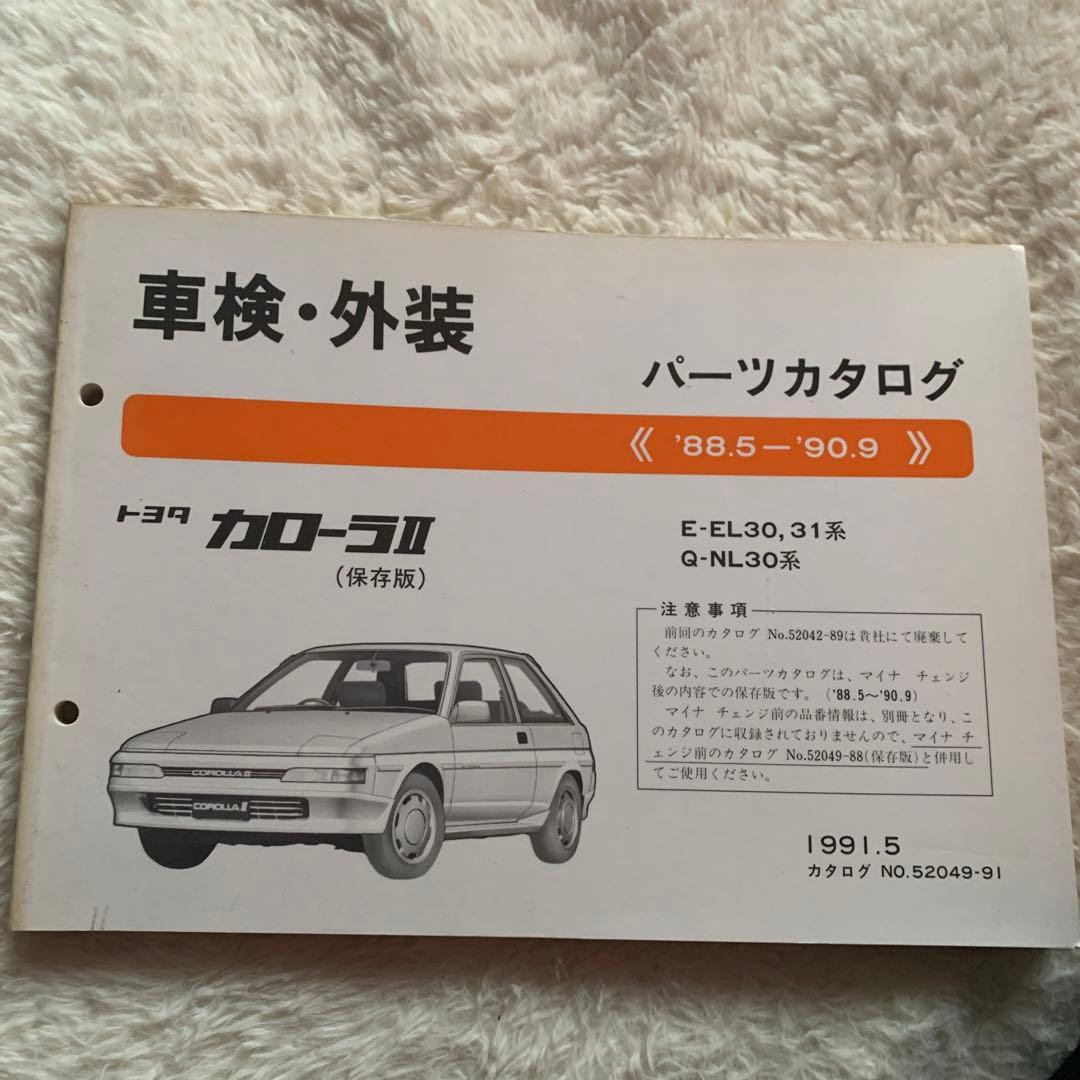 車検・外装
パーツカタログ
《 '88.5－'90.9 》
トヨタ カローラII
(保存版)
E-EL30, 31系
Q-NL30系
注意事項
前回のカタログ No.52042-89は貴社にて廃棄して
ください。
なお、このパーツカタログは、マイナ チェンジ
後の内容での保存版です。('88.5〜'90.9)
マイナ チェンジ前の品番情報は、別冊となり、こ
のカタログに収録されておりませんので、マイナ チ
ェンジ前のカタログ No.52049-88(保存版)と併用し
てご使用ください。
COROLLA II
COROLLA II
1991.5
カタログ NO.52049-91